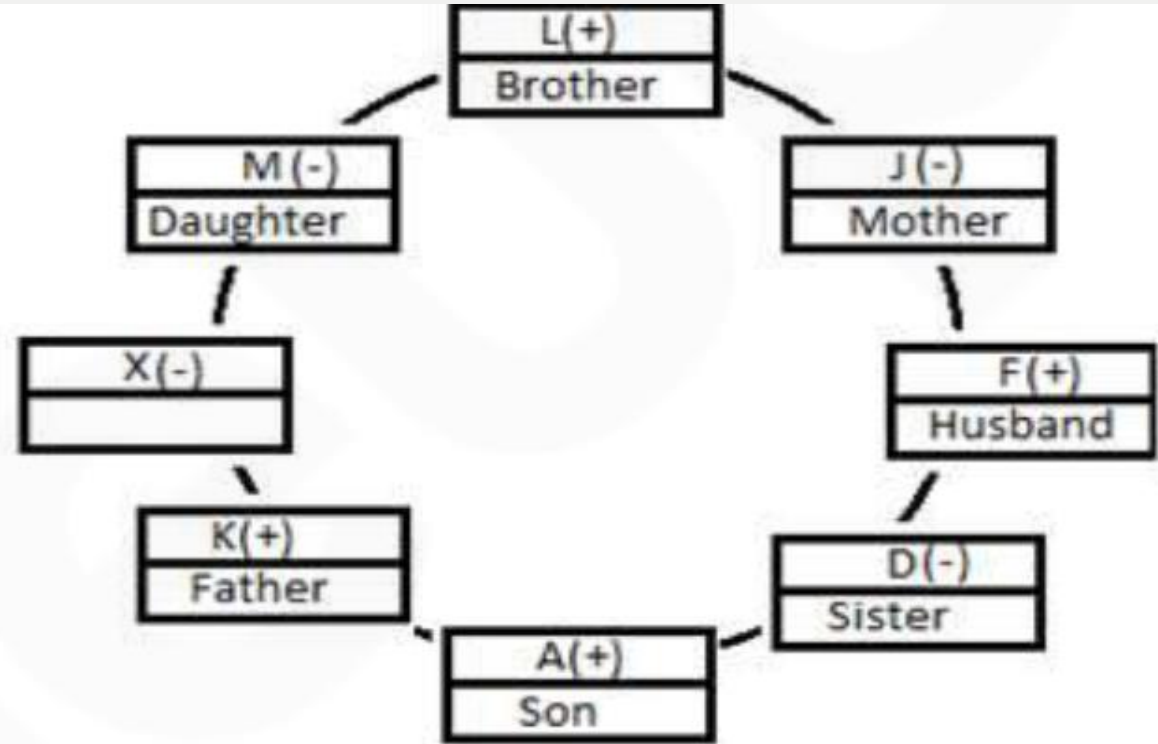 L(+)
Brother
M (-)
Daughter
J (-)
Mother
X(-)
F(+)
Husband
K(+)
Father
D(-)
Sister
A(+)
Son